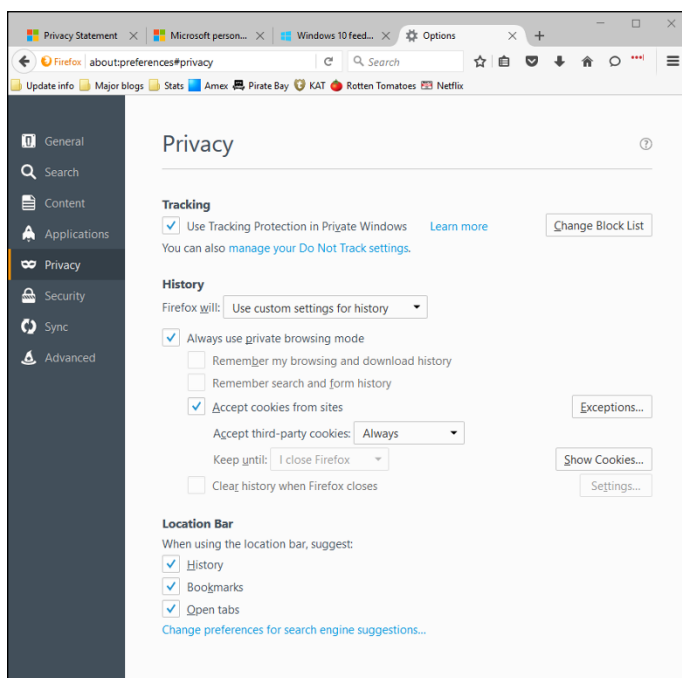 Privacy Statement
Microsoft person...
Windows 10 feed...
Options
Firefox about:preferences#privacy
Search
Update info Major blogs Stats Amex Pirate Bay KAT Rotten Tomatoes Netflix
General
Search
Content
Applications
Privacy
Security
Sync
Advanced
Privacy
Tracking
Use Tracking Protection in Private Windows Learn more Change Block List
You can also manage your Do Not Track settings.
History
Firefox will: Use custom settings for history
Always use private browsing mode
Remember my browsing and download history
Remember search and form history
Accept cookies from sites Exceptions...
Accept third-party cookies: Always
Keep until: I close Firefox Show Cookies...
Clear history when Firefox closes Settings...
Location Bar
When using the location bar, suggest:
History
Bookmarks
Open tabs
Change preferences for search engine suggestions...